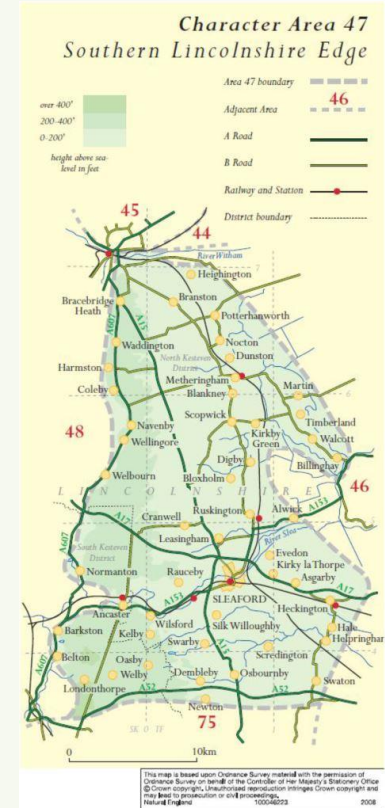 Character Area 47
Southern Lincolnshire Edge
Area 47 boundary
46
Adjacent Area
A Road
B Road
Railway and Station
District boundary
over 400'
200-400'
0-200'
height above sea-
level in feet
45
44
River Witham
Heighington
Bracebridge
Heath
Branston
Potterhanworth
A607
A15
Waddington
Nocton
Dunston
North Kesteven
District
Harmston
Metheringham
Coleby
Blankney
Martin
Scopwick
Timberland
48
Navenby
Wellingore
Kirkby
Green
Walcott
Digby
Billinghay
Welbourn
Bloxholm
46
LINCOLNSHIRE
Ruskington
Alwick
A153
Cranwell
A17
Leasingham
River Slea
A607
South Kesteven
District
Evedon
Kirky la Thorpe
Normanton
Rauceby
Asgarby
A17
SLEAFORD
A153
Heckington
Ancaster
Wilsford
Silk Willoughby
Hale
Barkston
Kelby
Swarby
A15
Helpringham
Belton
Oasby
Scredington
A607
Welby
Dembleby
Osbournby
Swaton
Londonthorpe
A52
A52
Newton
75
0
10km
This map is based upon Ordnance Survey material with the permission of
Ordnance Survey on behalf of the Controller of Her Majesty's Stationery Office
© Crown copyright. Unauthorised reproduction infringes Crown copyright and
may lead to prosecution or civil proceedings.
Natural England
100046223
2008